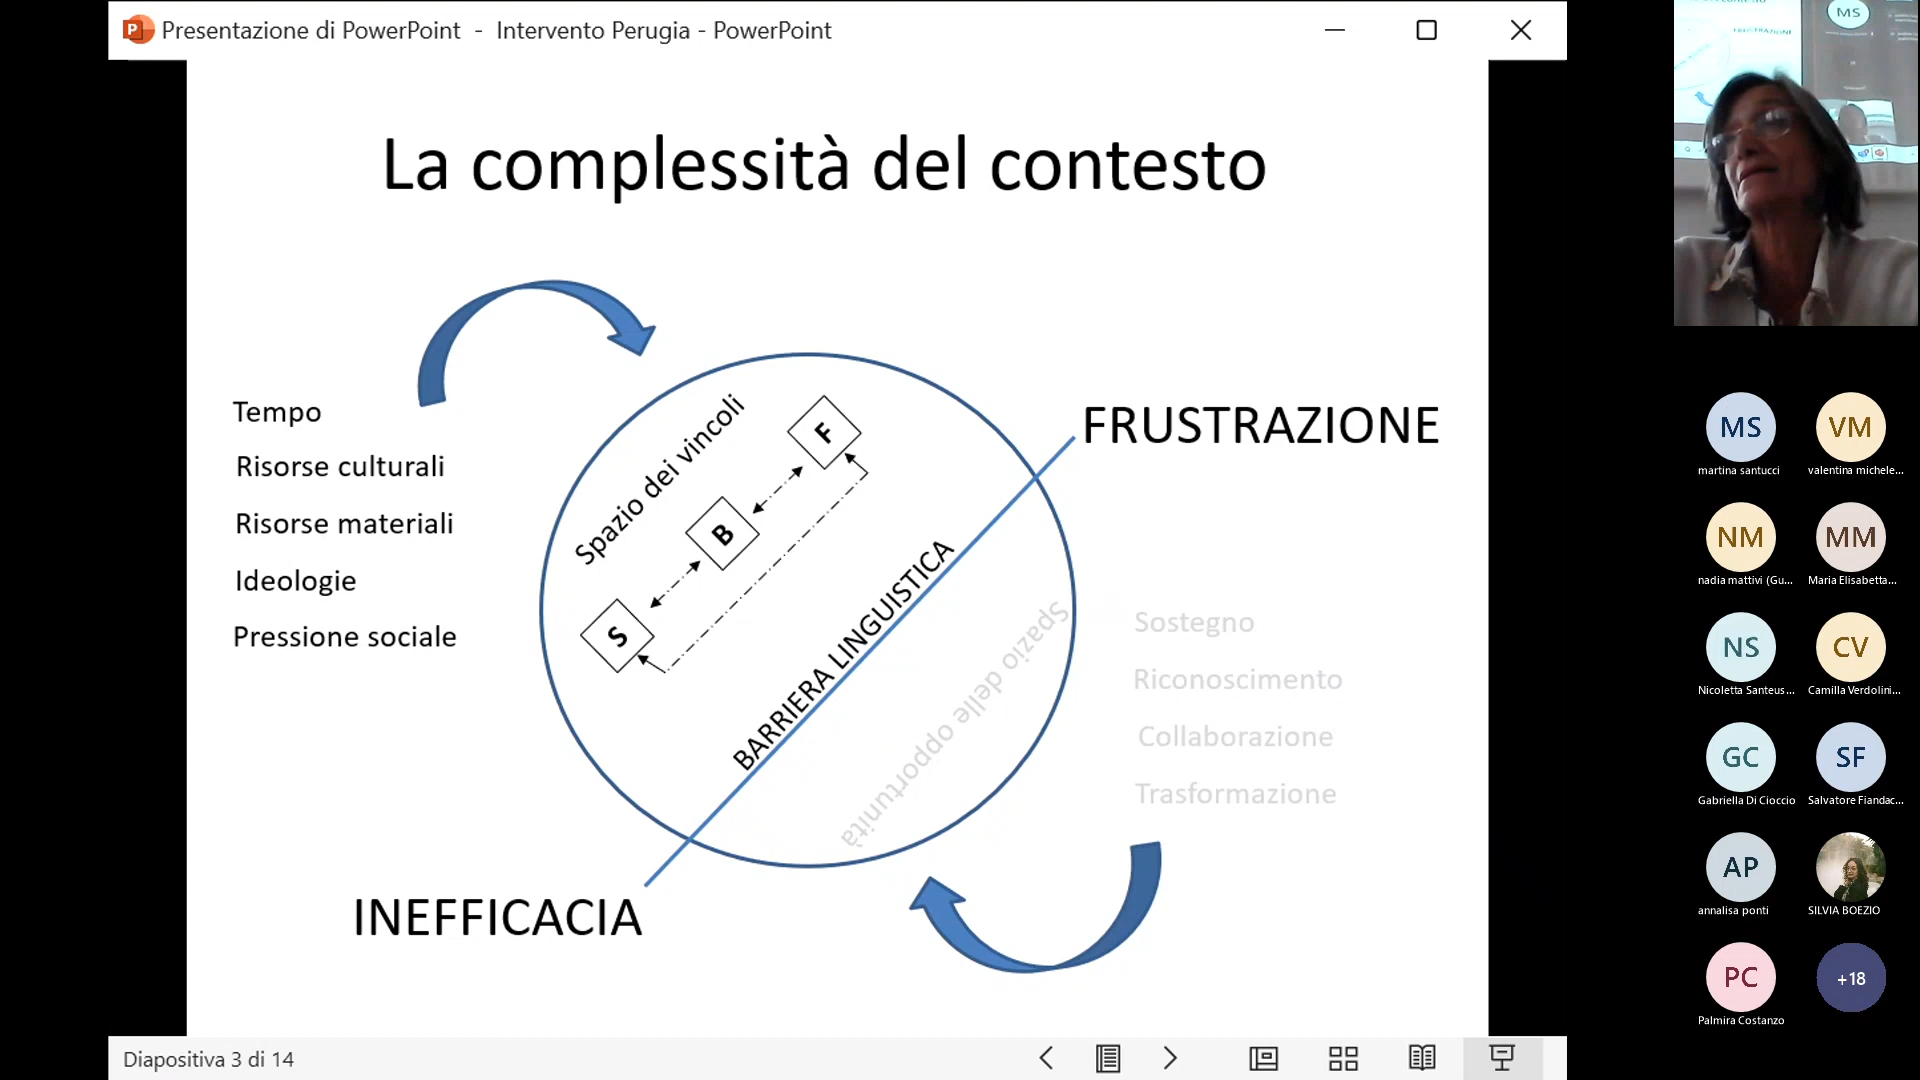 Presentazione di PowerPoint - Intervento Perugia - PowerPoint
La complessità del contesto
Tempo
Risorse culturali
Risorse materiali
Ideologie
Pressione sociale
Spazio dei vincoli
F
B
S
BARRIERA LINGUISTICA
Spazio delle opportunità
FRUSTRAZIONE
INEFFICACIA
Sostegno
Riconoscimento
Collaborazione
Trasformazione
Diapositiva 3 di 14
MS
FRUSTRAZIONE
MS
martina santucci
VM
valentina michele...
NM
nadia mattivi (Gu...
MM
Maria Elisabetta...
NS
Nicoletta Santeus...
CV
Camilla Verdolini...
GC
Gabriella Di Cioccio
SF
Salvatore Fiandac...
AP
annalisa ponti
SILVIA BOEZIO
PC
Palmira Costanzo
+18